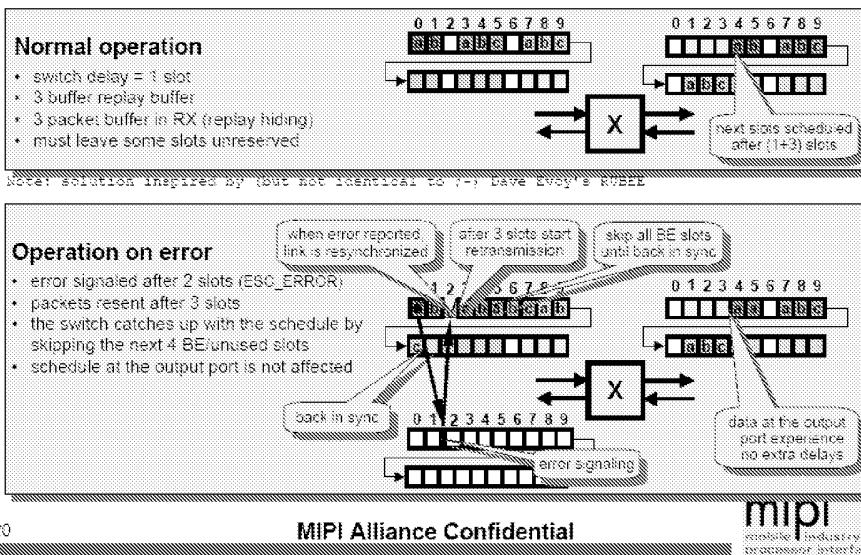 Normal operation
• switch delay = 1 slot
• 3 buffer replay buffer
• 3 packet buffer in RX (replay hiding)
• must leave some slots unreserved
0 1 2 3 4 5 6 7 8 9
0 1 2 3 4 5 6 7 8 9
a b
a b c
a b c
a b c
X
next slots scheduled
after (1+3) slots
Note: solution inspired by (but not identical to ;-) Dave Evoy's
Operation on error
• error signaled after 2 slots (ESC_ERROR)
• packets resent after 3 slots
• the switch catches up with the schedule by
skipping the next 4 BE/unused slots
• schedule at the output port is not affected
when error reported
link is resynchronized
after 3 slots start
retransmission
skip all BE slots
until back in sync
0 1 2 3 4 5 6 7 8 9
a b c
a b c
X
back in sync
0 1 2 3 4 5 6 7 8 9
error signaling
data at the output
port experience
no extra delays
MIPI Alliance Confidential
mipi
mobile industry
processor interface